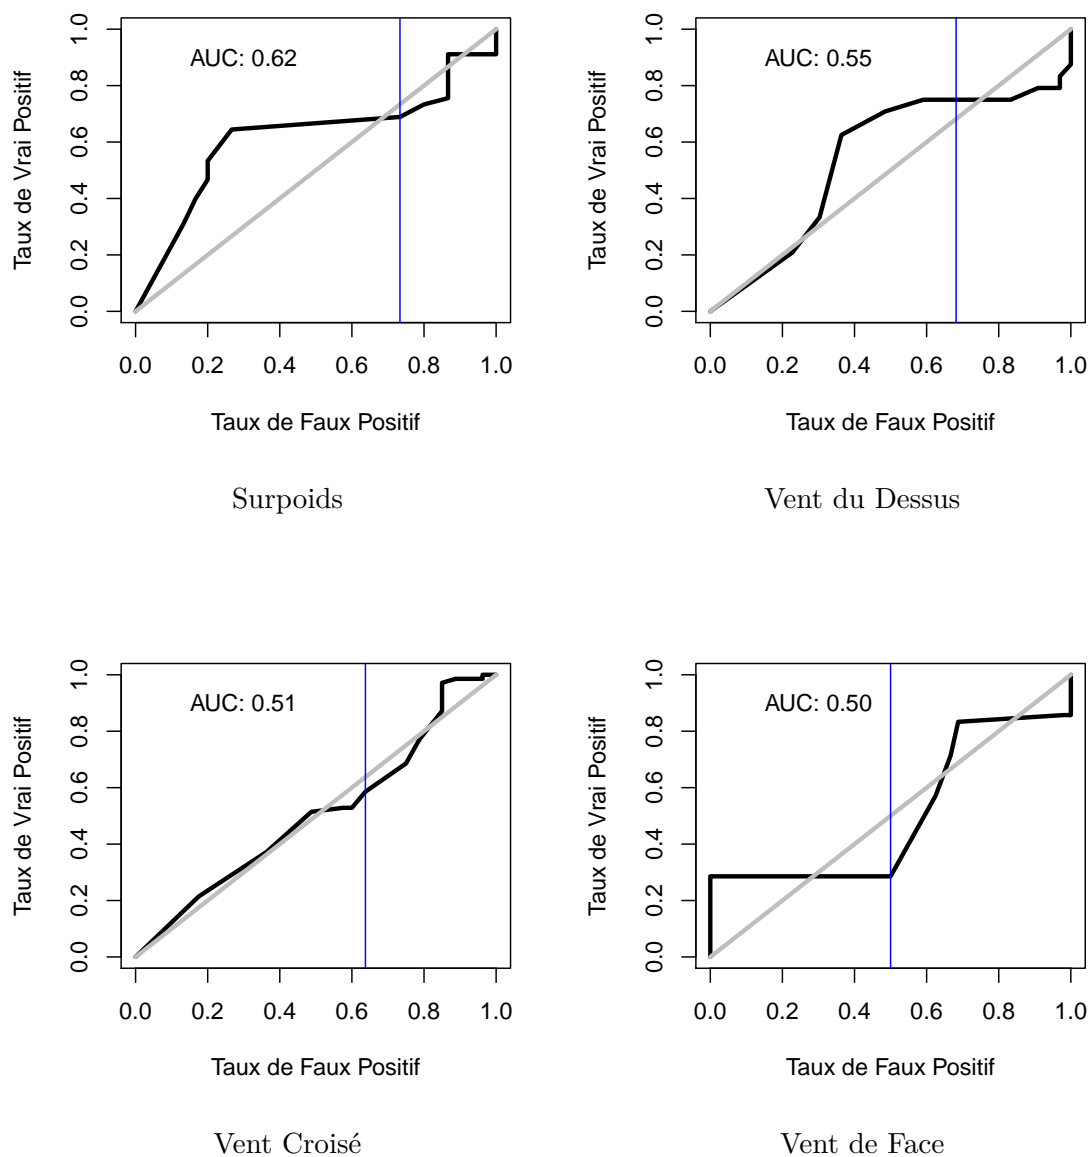 AUC: 0.62
Taux de Vrai Positif
0.0 0.2 0.4 0.6 0.8 1.0
0.0 0.2 0.4 0.6 0.8 1.0
Taux de Faux Positif
Surpoids
AUC: 0.55
Taux de Vrai Positif
0.0 0.2 0.4 0.6 0.8 1.0
0.0 0.2 0.4 0.6 0.8 1.0
Taux de Faux Positif
Vent du Dessus
AUC: 0.51
Taux de Vrai Positif
0.0 0.2 0.4 0.6 0.8 1.0
0.0 0.2 0.4 0.6 0.8 1.0
Taux de Faux Positif
Vent Croisé
AUC: 0.50
Taux de Vrai Positif
0.0 0.2 0.4 0.6 0.8 1.0
0.0 0.2 0.4 0.6 0.8 1.0
Taux de Faux Positif
Vent de Face